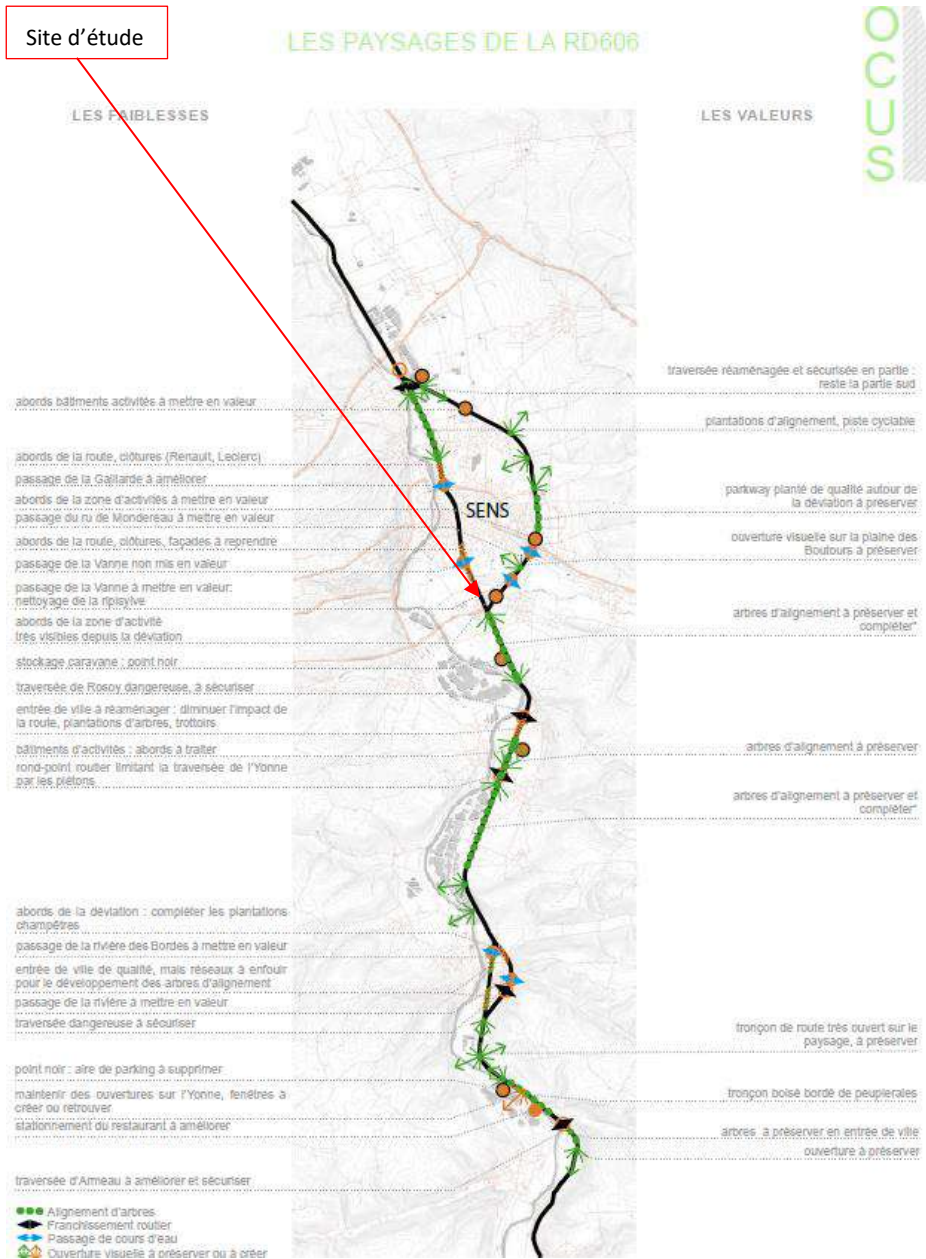 Site d’étude
LES PAYSAGES DE LA RD606
OCUS
LES FAIBLESSES
LES VALEURS
abords bâtiments activités à mettre en valeur
abords de la route, clôtures (Renault, Leclerc)
passage de la Gaillarde à améliorer
abords de la zone d'activités à mettre en valeur
passage du ru de Mondereau à mettre en valeur
abords de la route, clôtures, façades à reprendre
passage de la Vanne non mis en valeur
passage de la Vanne à mettre en valeur:
nettoyage de la ripisylve
abords de la zone d'activité
très visibles depuis la déviation
stockage caravane : point noir
traversée de Rosoy dangereuse, à sécuriser
entrée de ville à réaménager : diminuer l'impact de
la route, plantations d'arbres, trottoirs
bâtiments d'activités : abords à traiter
rond-point routier limitant la traversée de l'Yonne
par les piétons
abords de la déviation : compléter les plantations
champêtres
passage de la rivière des Bordes à mettre en valeur
entrée de ville de qualité, mais réseaux à enfouir
pour le développement des arbres d'alignement
passage de la rivière à mettre en valeur
traversée dangereuse à sécuriser
point noir : aire de parking à supprimer
maintenir des ouvertures sur l'Yonne, fenêtres à
créer ou retrouver
stationnement du restaurant à améliorer
traversée d'Armeau à améliorer et sécuriser
SENS
traversée réaménagée et sécurisée en partie :
reste la partie sud
plantations d'alignement, piste cyclable
parkway planté de qualité autour de
la déviation à préserver
ouverture visuelle sur la plaine des
Boutours à préserver
arbres d'alignement à préserver et
compléter*
arbres d'alignement à préserver
arbres d'alignement à préserver et
compléter*
tronçon de route très ouvert sur le
paysage, à préserver
tronçon boisé bordé de peupleraies
arbres à préserver en entrée de ville
ouverture à préserver
Alignement d'arbres
Franchissement routier
Passage de cours d'eau
Ouverture visuelle à préserver ou à créer